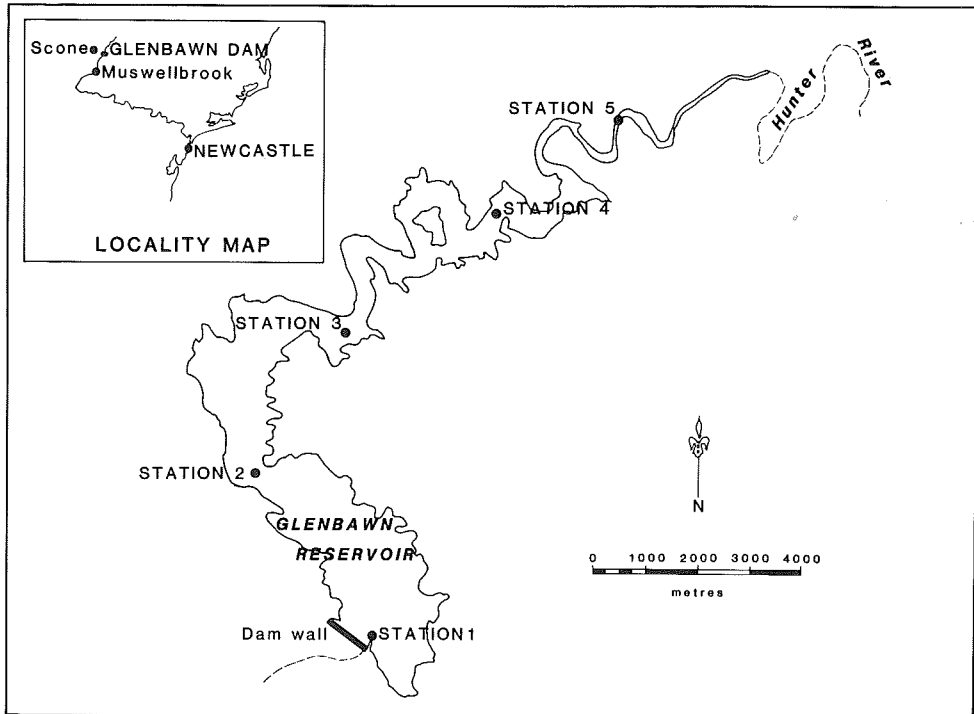 Scone
GLENBAWN DAM
Muswellbrook
NEWCASTLE
LOCALITY MAP
Hunter River
STATION 5
STATION 4
STATION 3
STATION 2
GLENBAWN
RESERVOIR
N
0 1000 2000 3000 4000
metres
Dam wall
STATION 1